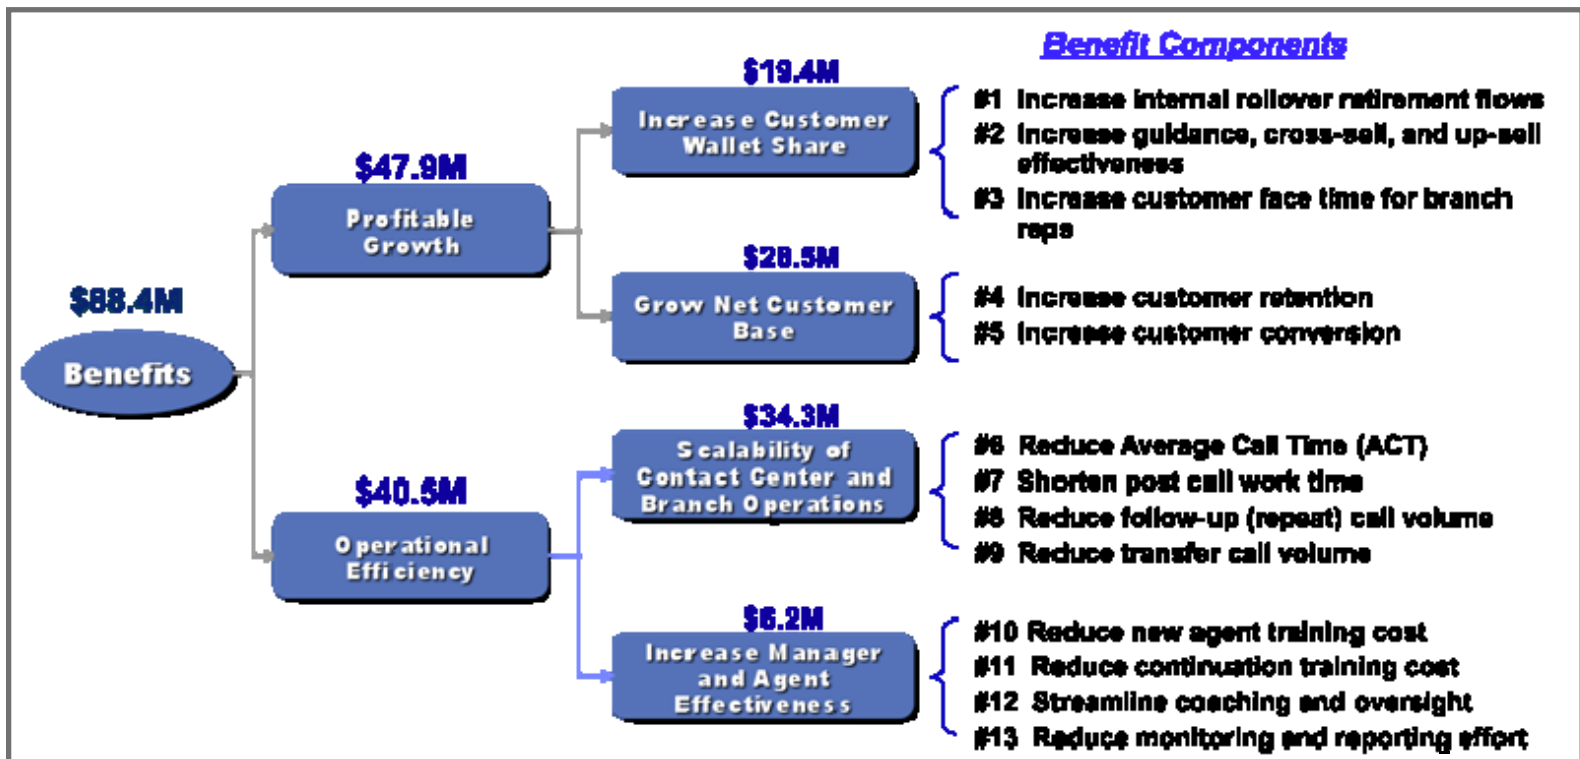 Benefit Components
$19.4M
Increase Customer
Wallet Share
#1 Increase internal rollover retirement flows
#2 Increase guidance, cross-sell, and up-sell
effectiveness
#3 Increase customer face time for branch
reps
$47.9M
Profitable
Growth
$28.5M
Grow Net Customer
Base
#4 Increase customer retention
#5 Increase customer conversion
$88.4M
Benefits
$34.3M
Scalability of
Contact Center and
Branch Operations
#6 Reduce Average Call Time (ACT)
#7 Shorten post call work time
#8 Reduce follow-up (repeat) call volume
#9 Reduce transfer call volume
$40.5M
Operational
Efficiency
$6.2M
Increase Manager
and Agent
Effectiveness
#10 Reduce new agent training cost
#11 Reduce continuation training cost
#12 Streamline coaching and oversight
#13 Reduce monitoring and reporting effort